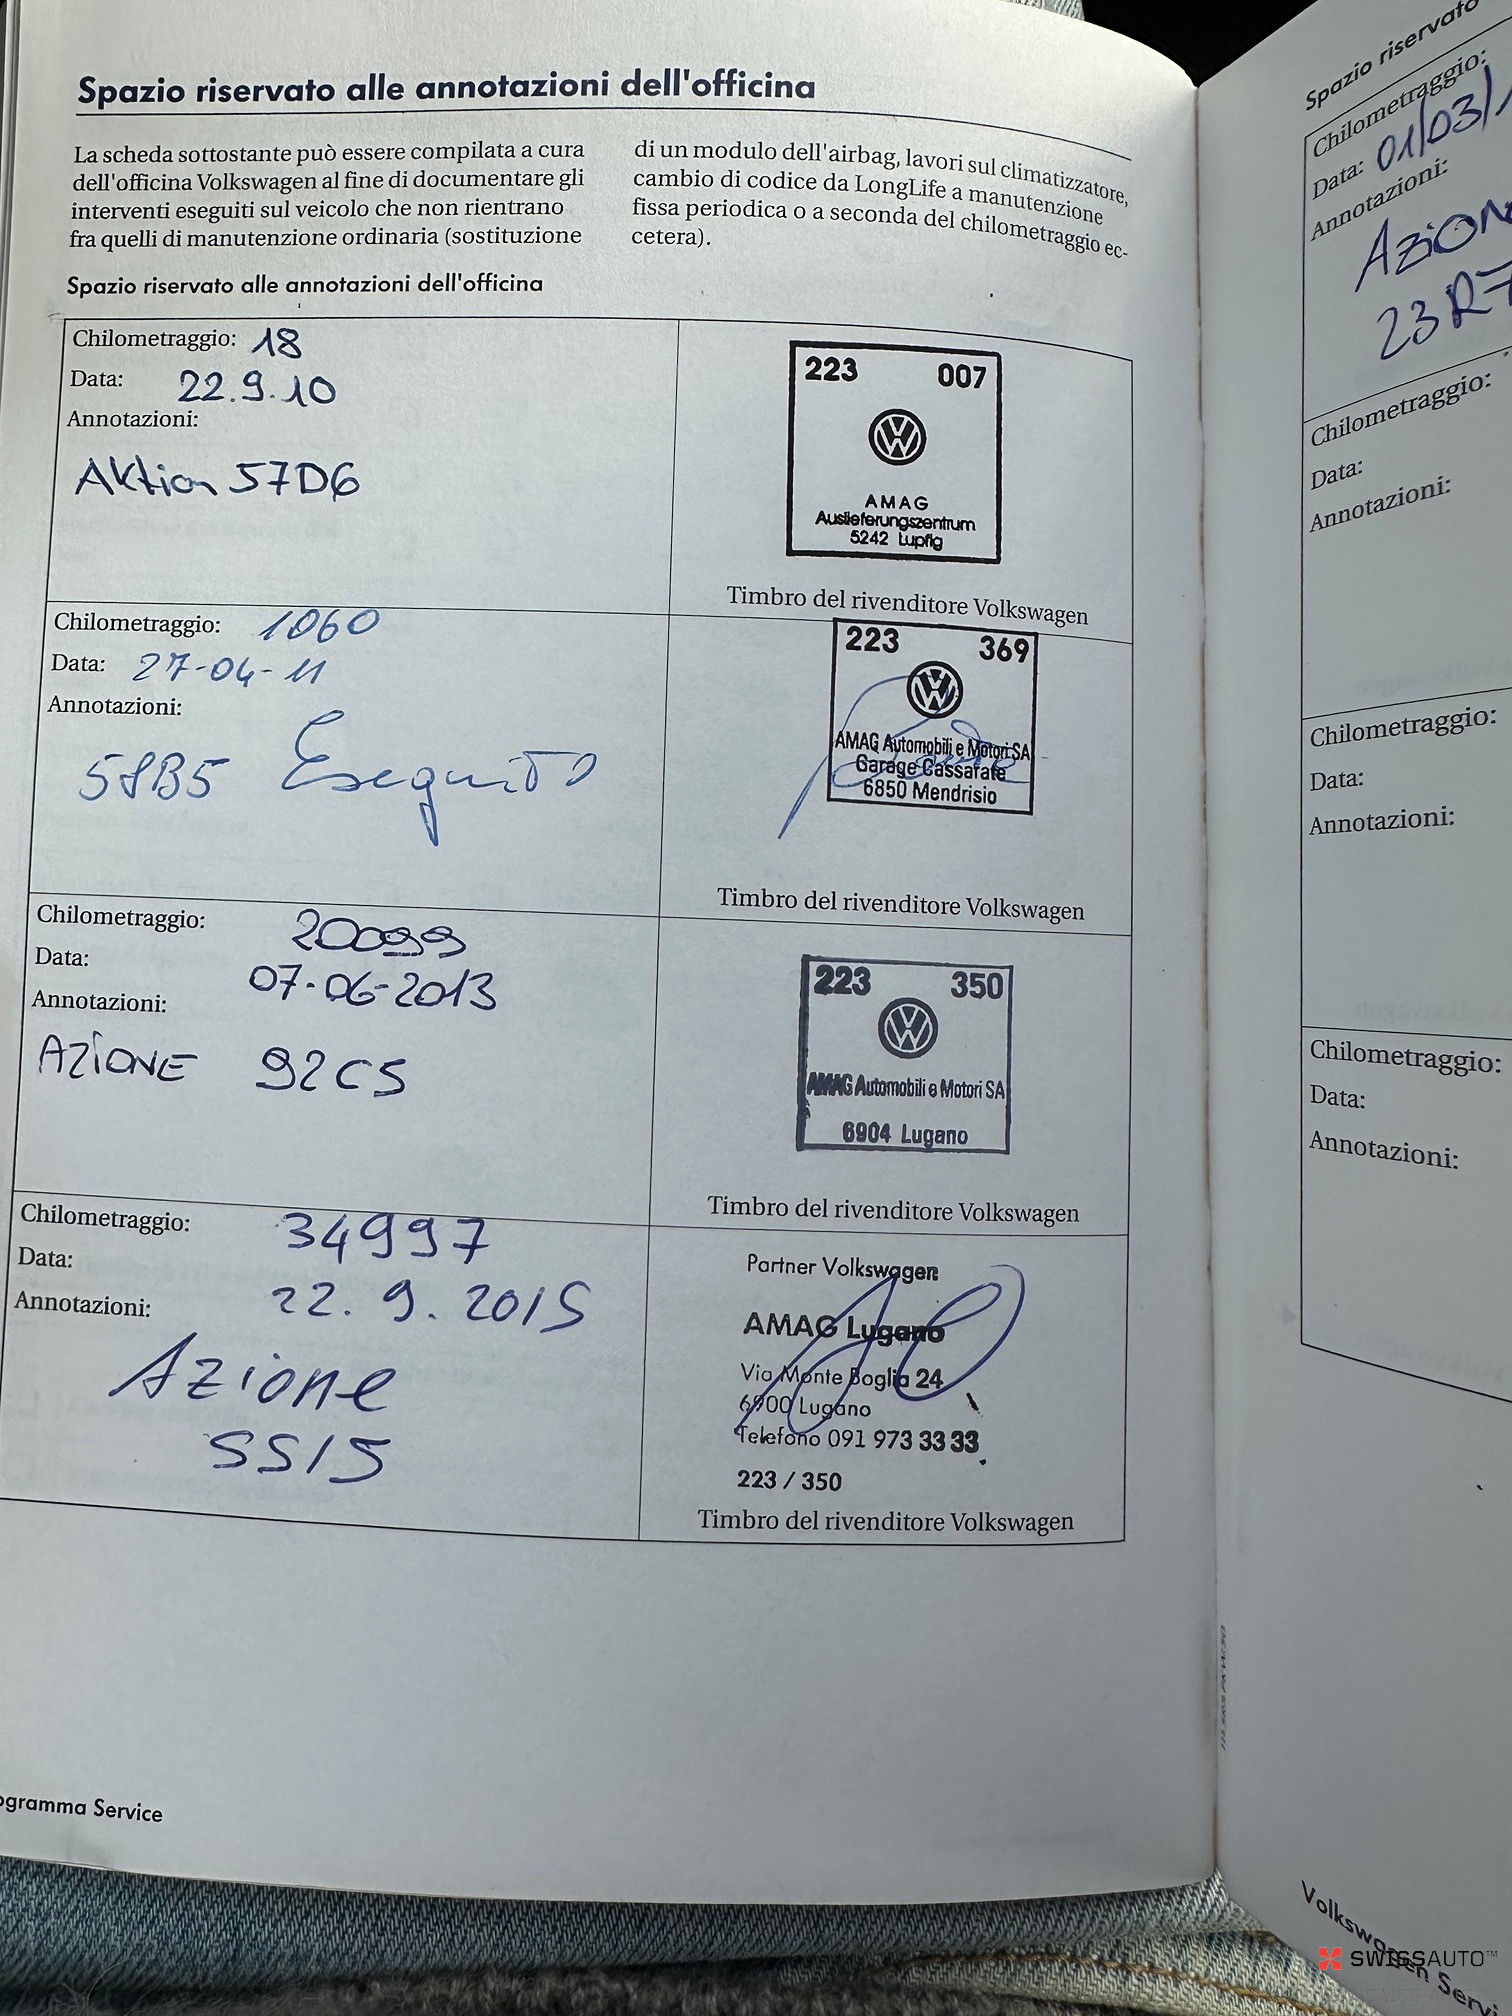 Spazio riservato alle annotazioni dell'officina
La scheda sottostante può essere compilata a cura
dell'officina Volkswagen al fine di documentare gli
interventi eseguiti sul veicolo che non rientrano
fra quelli di manutenzione ordinaria (sostituzione
di un modulo dell'airbag, lavori sul climatizzatore,
cambio di codice da LongLife a manutenzione
fissa periodica o a seconda del chilometraggio ec-
cetera).
Spazio riservato alle annotazioni dell'officina
Chilometraggio: 18
Data: 22.9.10
Annotazioni:
Aktion 57D6
223 007
AMAG
Auslieferungszentrum
5242 Lupfig
Timbro del rivenditore Volkswagen
Chilometraggio: 1060
Data: 27-04-11
Annotazioni:
58B5 Eseguito
223 369
AMAG Automobili e Motori SA
Garage Cassarate
6850 Mendrisio
Timbro del rivenditore Volkswagen
Chilometraggio: 20099
Data: 07-06-2013
Annotazioni:
AZIONE 92C5
223 350
AMAG Automobili e Motori SA
6904 Lugano
Timbro del rivenditore Volkswagen
Chilometraggio: 34997
Data: 22.9.2015
Annotazioni:
Azione
SS15
Partner Volkswagen
AMAG Lugano
Via Monte Boglia 24
6900 Lugano
Telefono 091 973 33 33
223 / 350
Timbro del rivenditore Volkswagen
ogramma Service
Spazio riservato
Chilometraggio:
Data: 01/03/
Annotazioni:
Azion
23R7
Chilometraggio:
Data:
Annotazioni:
Chilometraggio:
Data:
Annotazioni:
Chilometraggio:
Data:
Annotazioni:
Volkswagen Serv
SWISSAUTO™